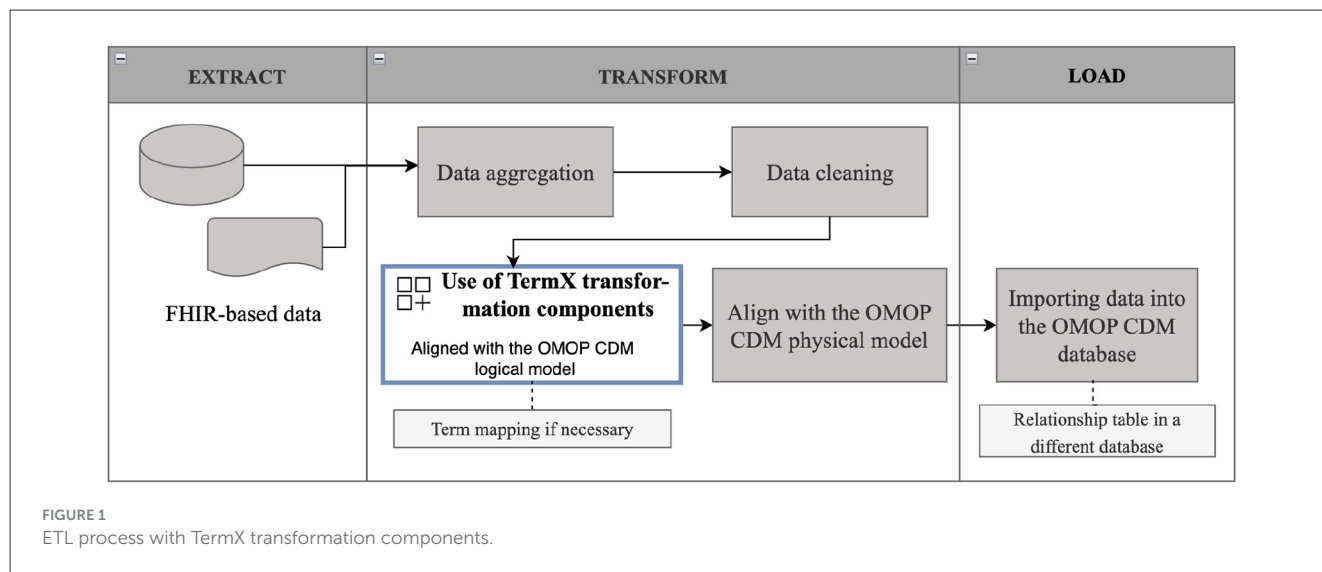 EXTRACT
TRANSFORM
LOAD
Data aggregation
Data cleaning
FHIR-based data
Use of TermX transfor-
mation components
Aligned with the OMOP CDM
logical model
Term mapping if necessary
Align with the OMOP
CDM physical model
Importing data into
the OMOP CDM
database
Relationship table in a
different database
FIGURE 1
ETL process with TermX transformation components.